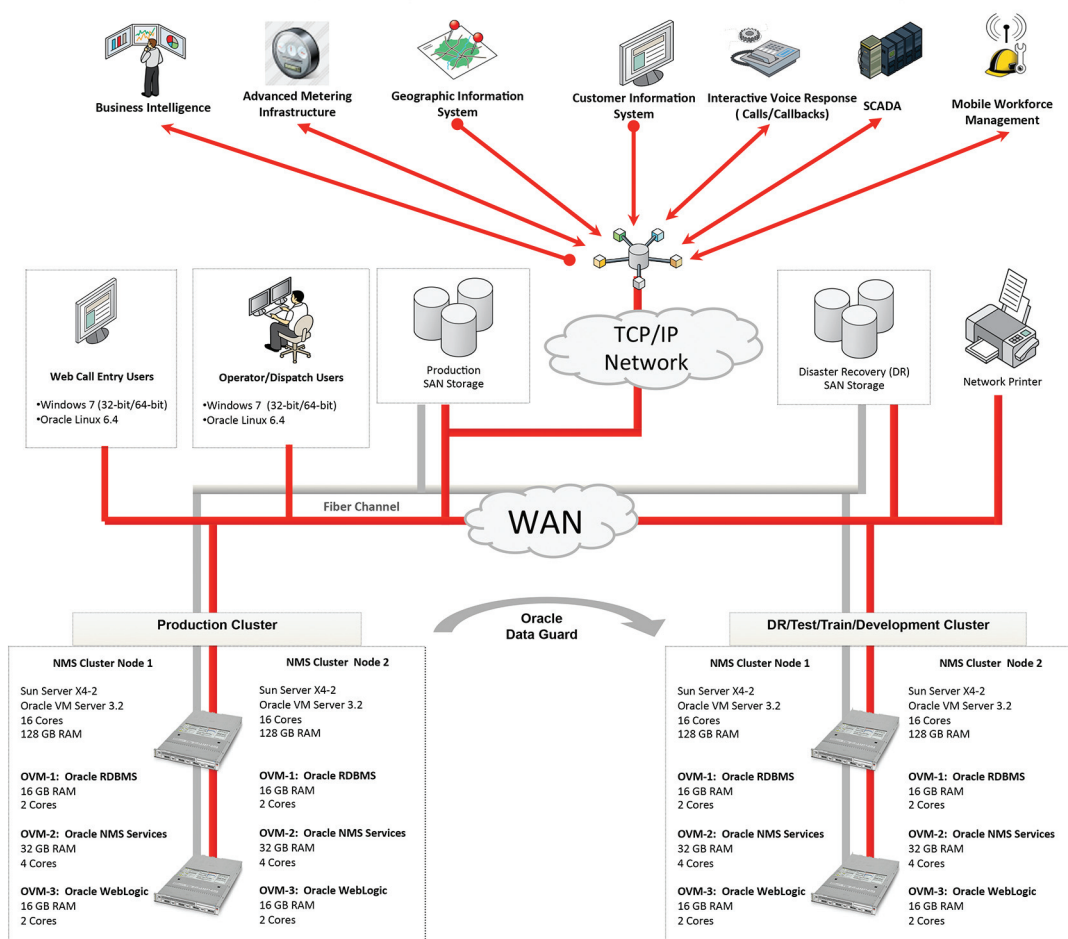 Business Intelligence
Advanced Metering
Infrastructure
Geographic Information
System
Customer Information
System
Interactive Voice Response
( Calls/Callbacks)
SCADA
Mobile Workforce
Management
Web Call Entry Users
•Windows 7 (32-bit/64-bit)
•Oracle Linux 6.4
Operator/Dispatch Users
•Windows 7 (32-bit/64-bit)
•Oracle Linux 6.4
Production
SAN Storage
TCP/IP
Network
Disaster Recovery (DR)
SAN Storage
Network Printer
Fiber Channel
WAN
Production Cluster
Oracle
Data Guard
DR/Test/Train/Development Cluster
NMS Cluster Node 1
Sun Server X4-2
Oracle VM Server 3.2
16 Cores
128 GB RAM
OVM-1: Oracle RDBMS
16 GB RAM
2 Cores
OVM-2: Oracle NMS Services
32 GB RAM
4 Cores
OVM-3: Oracle WebLogic
16 GB RAM
2 Cores
NMS Cluster Node 2
Sun Server X4-2
Oracle VM Server 3.2
16 Cores
128 GB RAM
OVM-1: Oracle RDBMS
16 GB RAM
2 Cores
OVM-2: Oracle NMS Services
32 GB RAM
4 Cores
OVM-3: Oracle WebLogic
16 GB RAM
2 Cores
NMS Cluster Node 1
Sun Server X4-2
Oracle VM Server 3.2
16 Cores
128 GB RAM
OVM-1: Oracle RDBMS
16 GB RAM
2 Cores
OVM-2: Oracle NMS Services
32 GB RAM
4 Cores
OVM-3: Oracle WebLogic
16 GB RAM
2 Cores
NMS Cluster Node 2
Sun Server X4-2
Oracle VM Server 3.2
16 Cores
128 GB RAM
OVM-1: Oracle RDBMS
16 GB RAM
2 Cores
OVM-2: Oracle NMS Services
32 GB RAM
4 Cores
OVM-3: Oracle WebLogic
16 GB RAM
2 Cores